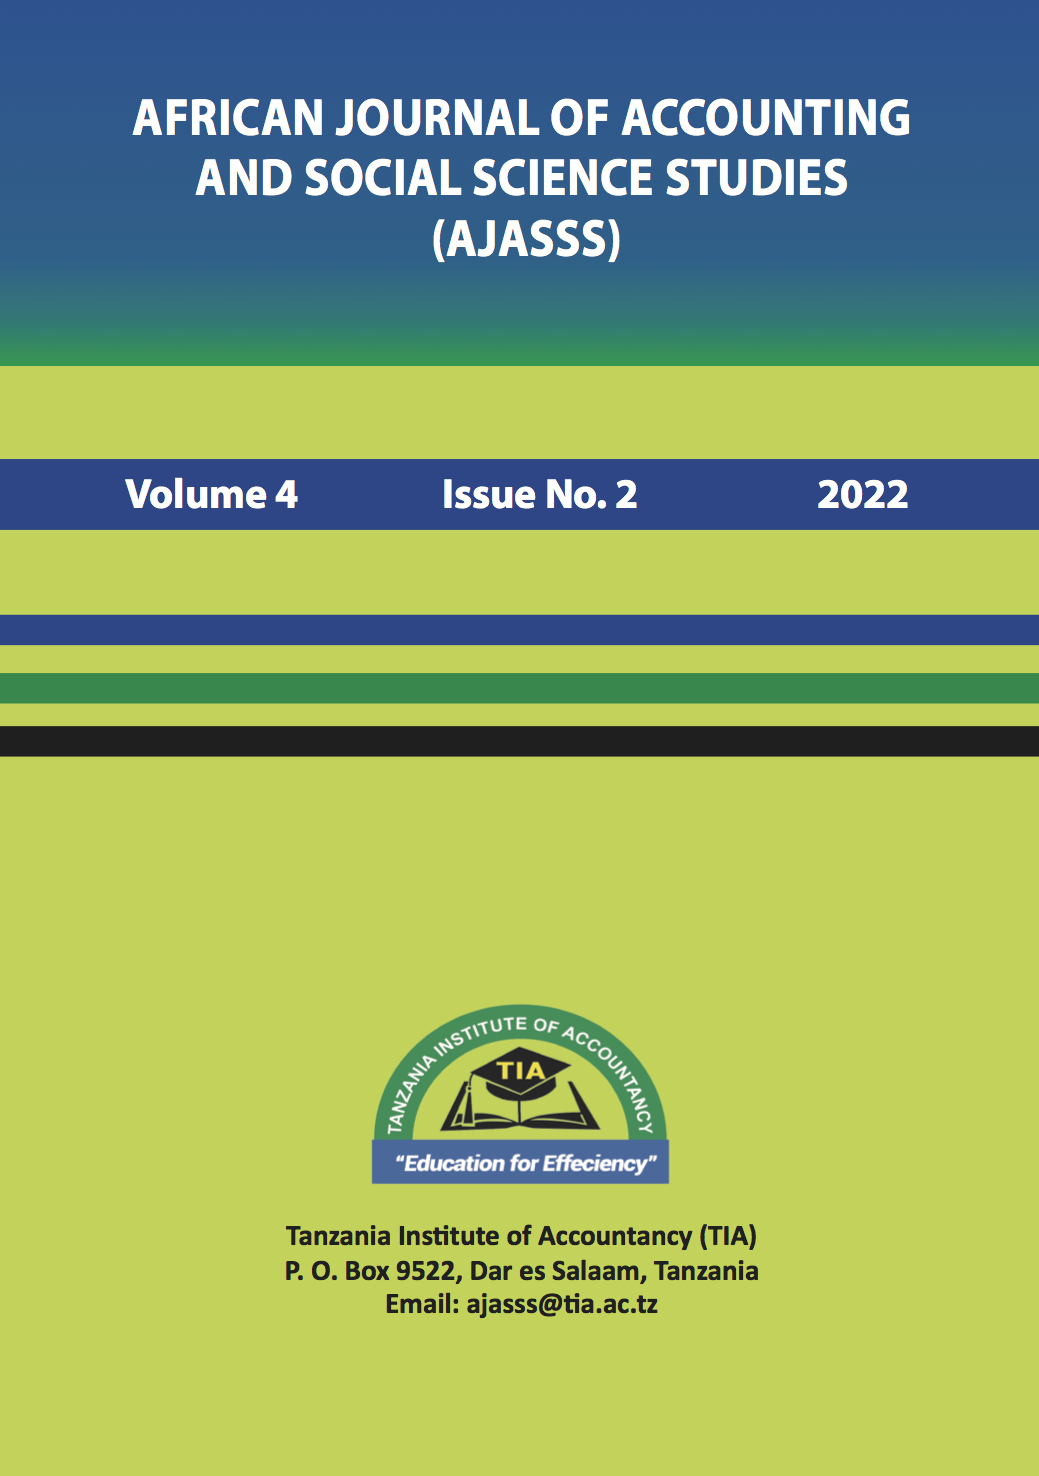 AFRICAN JOURNAL OF ACCOUNTING
AND SOCIAL SCIENCE STUDIES
(AJASSS)
Volume 4 Issue No. 2 2022
TANZANIA INSTITUTE OF ACCOUNTANCY
TIA
“Education for Effeciency”
Tanzania Institute of Accountancy (TIA)
P. O. Box 9522, Dar es Salaam, Tanzania
Email: ajasss@tia.ac.tz